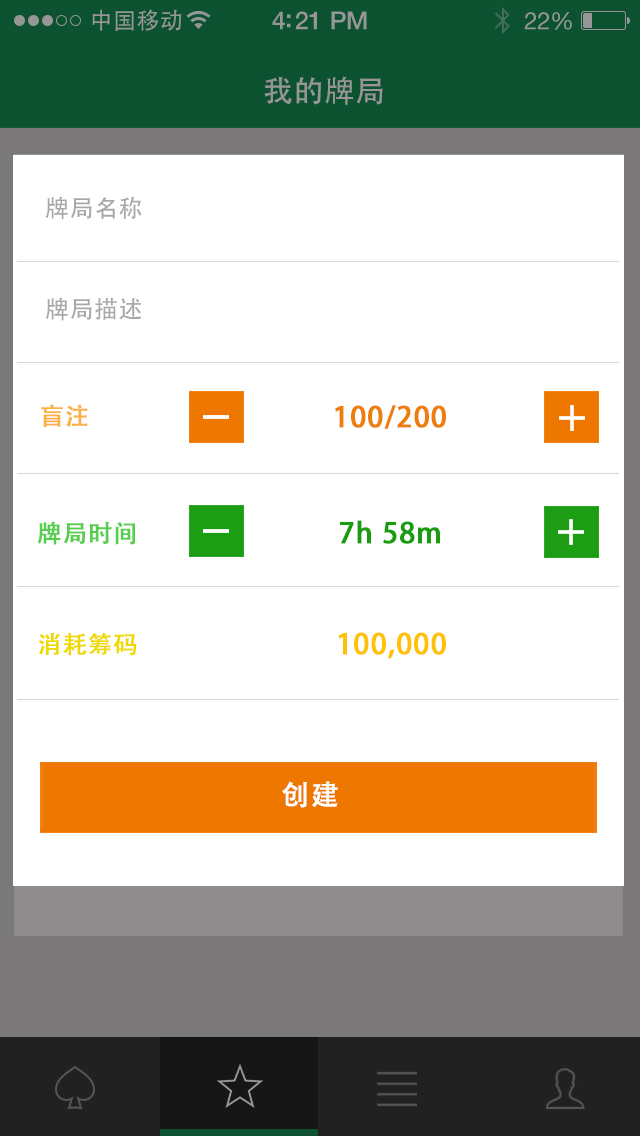 中国移动 4:21 PM 22%
我的牌局
牌局名称
牌局描述
盲注 100/200
牌局时间 7h 58m
消耗筹码 100,000
创建